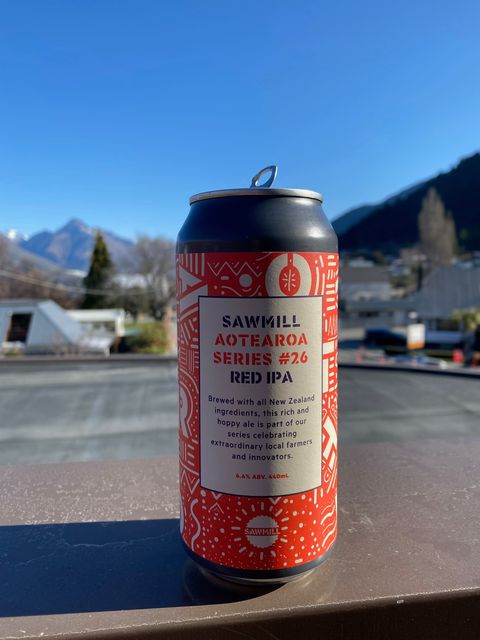 SAWMILL
AOTEAROA
SERIES #26
RED IPA
Brewed with all New Zealand
ingredients, this rich and
hoppy ale is part of our
series celebrating
extraordinary local farmers
and innovators.
6.4% ABV. 440mL
SAWMILL